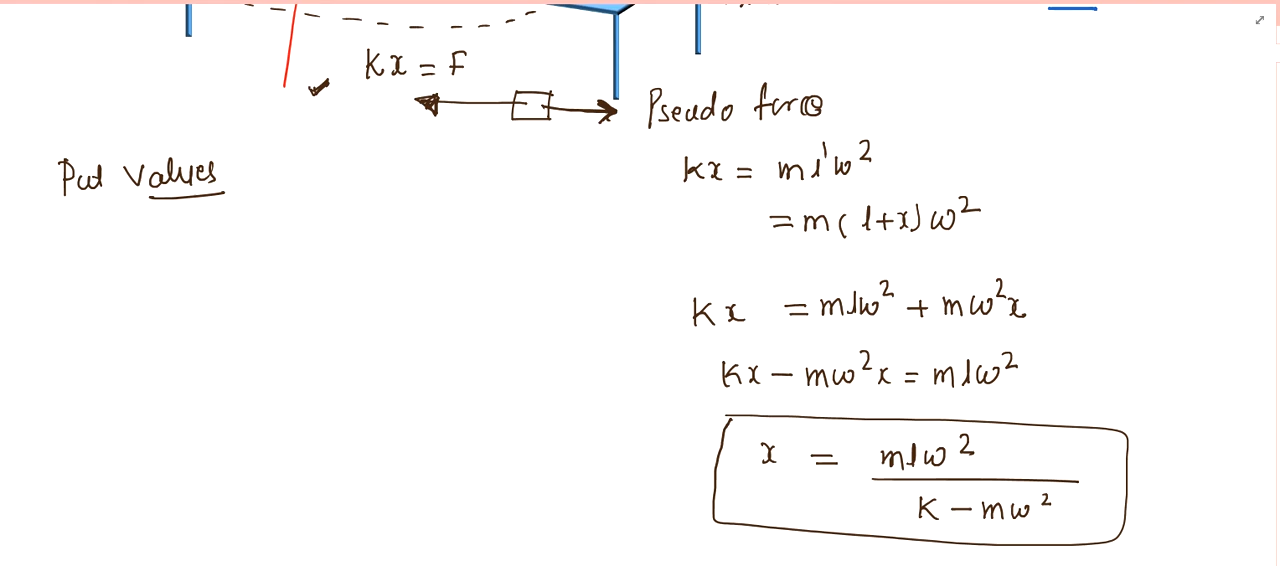 Kx = F
Pseudo force
Put values
kx = ml'ω²
= m(l+x)ω²
Kx = mlω² + mω²x
Kx – mω²x = mlω²
x = mlω² / K – mω²